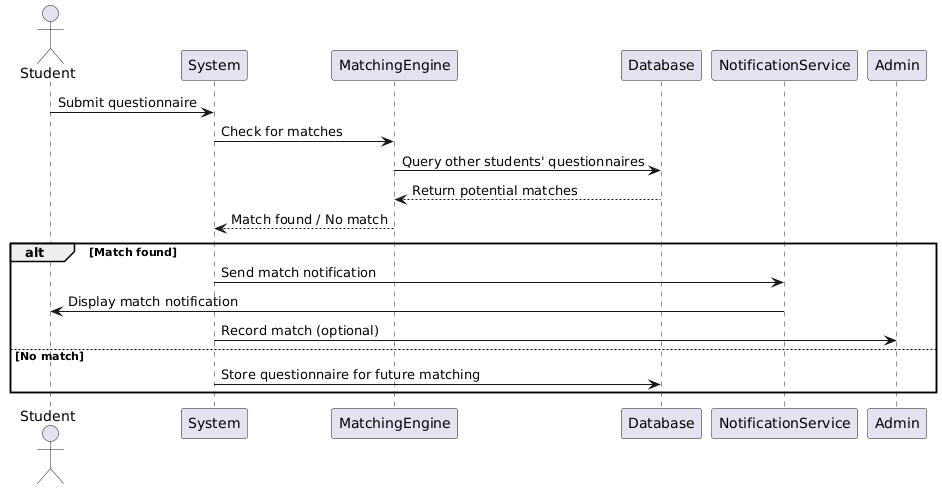 Student
System
MatchingEngine
Database
NotificationService
Admin
Submit questionnaire
Check for matches
Query other students' questionnaires
Return potential matches
Match found / No match
alt
[Match found]
Send match notification
Display match notification
Record match (optional)
[No match]
Store questionnaire for future matching
Student
System
MatchingEngine
Database
NotificationService
Admin